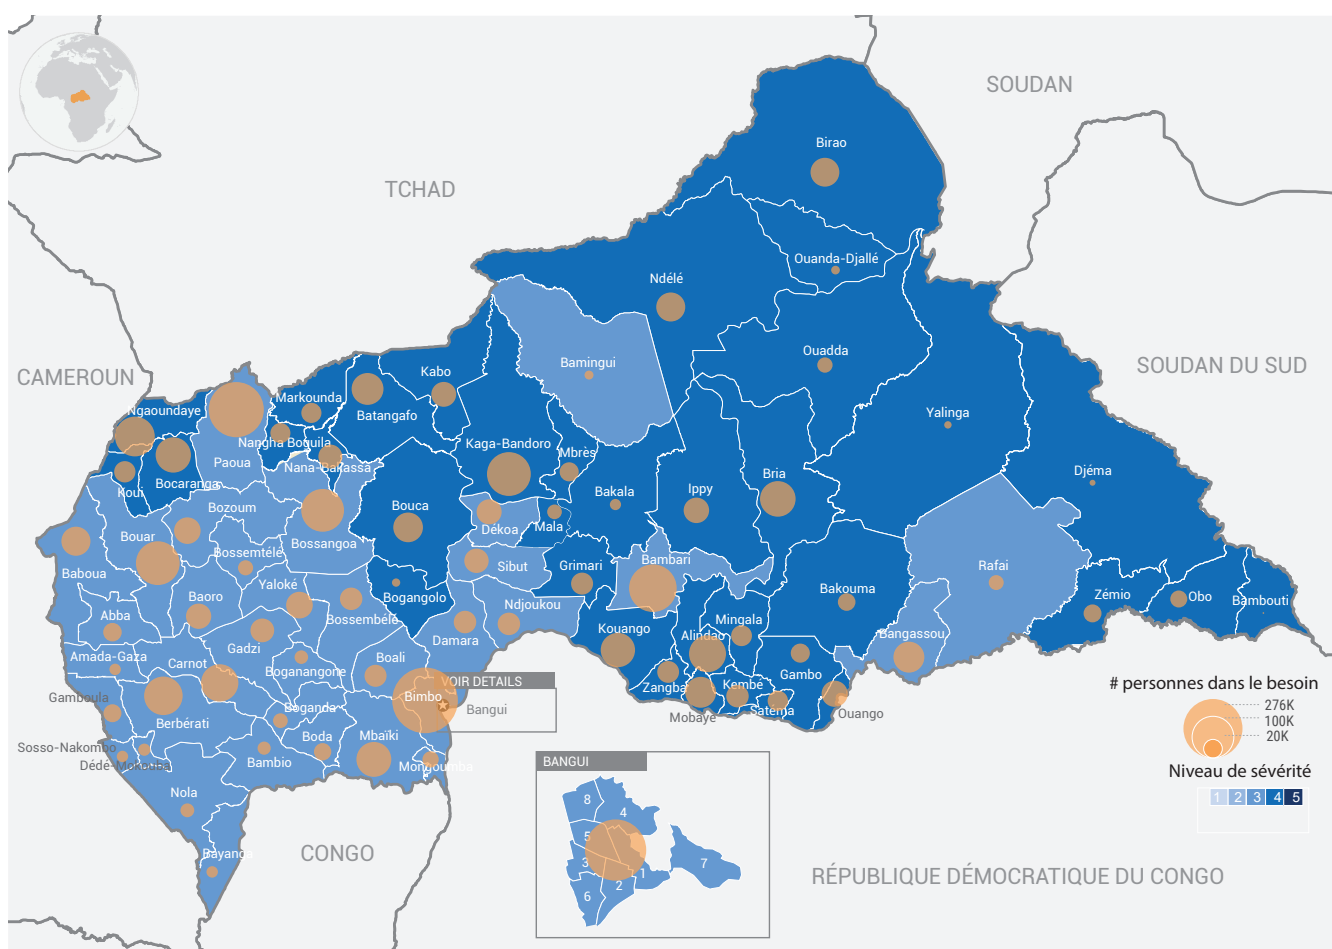 SOUDAN
Birao
TCHAD
Ouanda-Djallé
Ndélé
Ouadda
SOUDAN DU SUD
Bamingui
CAMEROUN
Kabo
Markounda
Batangafo
Ngaoundaye
Yalinga
Nangha Boguila
Kaga-Bandoro
Mbrès
Paoua
Nana-Bakassa
Bria
Djéma
Koui
Bocaranga
Bakala
Ippy
Bozoum
Bouca
Dékoa
Mala
Bouar
Bossangoa
Bossemtélé
Sibut
Grimari
Bambari
Rafai
Baboua
Yaloké
Bogangolo
Bakouma
Zémio
Obo
Bambouti
Baoro
Ndjoukou
Abba
Bossembélé
Mingala
Damara
Kouango
Alindao
Bangassou
Gadzi
Amada-Gaza
Carnot
Boganangone
Boali
Gambo
VOIR DETAILS
Zangba
Kembé
# personnes dans le besoin
Gamboula
Bimbo
Bangui
Satéma
Ouango
276K
Boganda
Mobaye
100K
Berbérati
20K
Boda
Mbaïki
Sosso-Nakombo
Bambio
Dédé-Mokouba
Mongoumba
BANGUI
Niveau de sévérité
1 2 3 4 5
Nola
8
4
5
Bayanga
CONGO
3
1
7
2
6
RÉPUBLIQUE DÉMOCRATIQUE DU CONGO